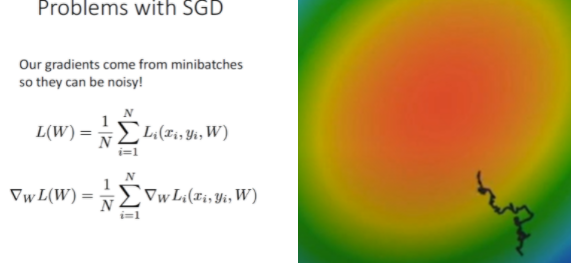 Problems with SGD
Our gradients come from minibatches
so they can be noisy!
L(W) = \frac{1}{N} \sum_{i=1}^{N} L_i(x_i, y_i, W)
\nabla_W L(W) = \frac{1}{N} \sum_{i=1}^{N} \nabla_W L_i(x_i, y_i, W)